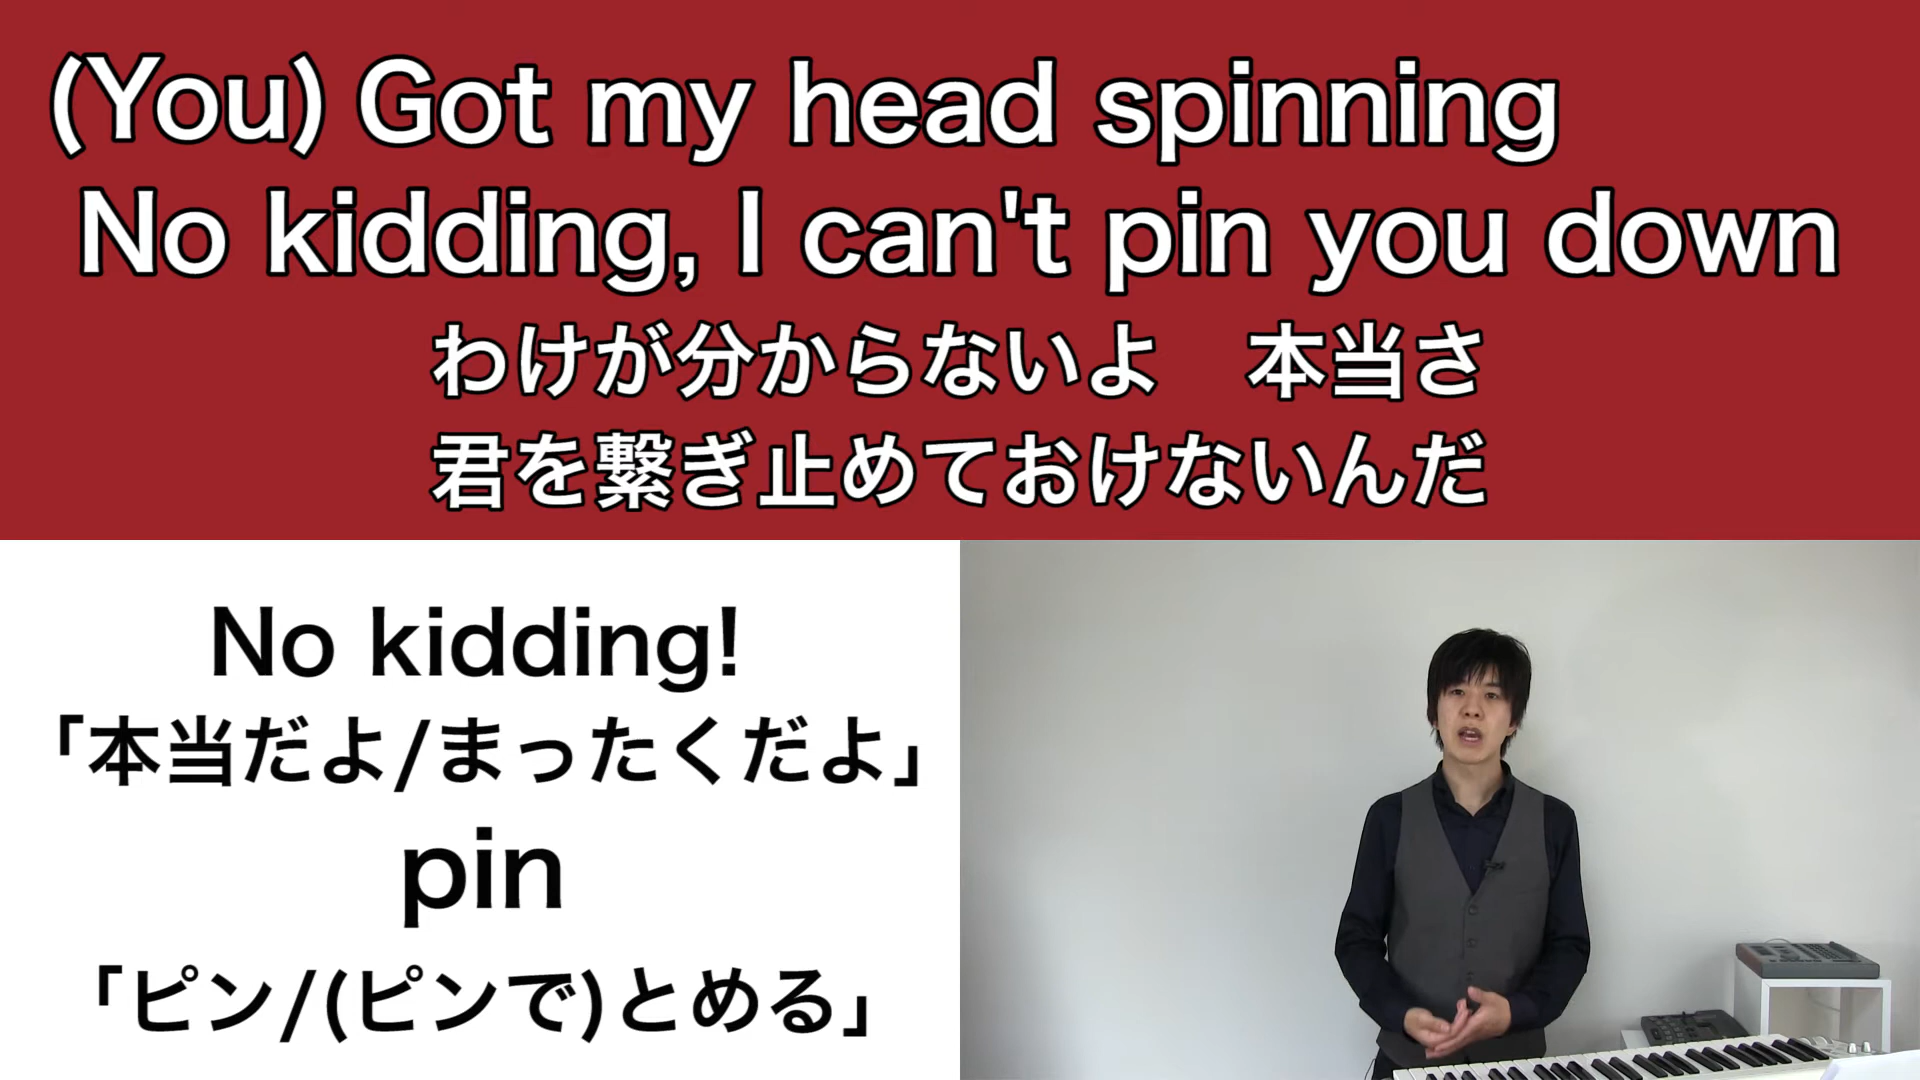 (You) Got my head spinning
No kidding, I can't pin you down
わけが分からないよ　本当さ
君を繋ぎ止めておけないんだ
No kidding!
「本当だよ/まったくだよ」
pin
「ピン/(ピンで)とめる」